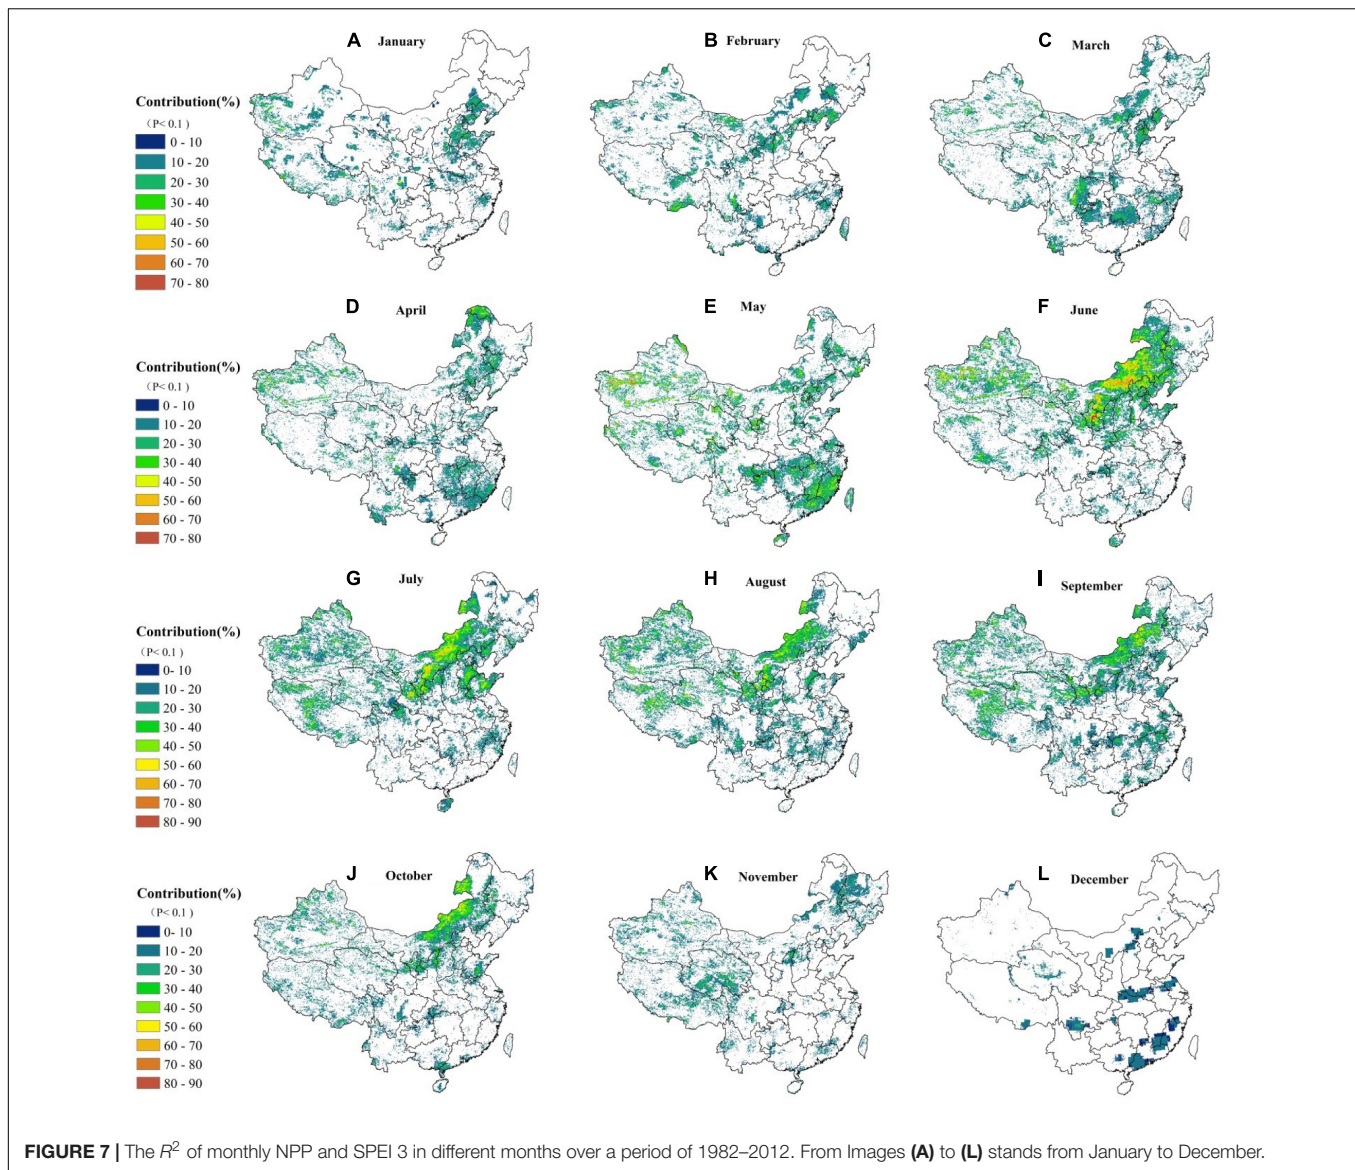 A January
B February
C March
Contribution(%)
(P< 0.1 )
0 - 10
10 - 20
20 - 30
30 - 40
40 - 50
50 - 60
60 - 70
70 - 80
D April
E May
F June
Contribution(%)
(P< 0.1 )
0 - 10
10 - 20
20 - 30
30 - 40
40 - 50
50 - 60
60 - 70
70 - 80
G July
H August
I September
Contribution(%)
(P< 0.1 )
0- 10
10 - 20
20 - 30
30 - 40
40 - 50
50 - 60
60 - 70
70 - 80
80 - 90
J October
K November
L December
Contribution(%)
(P< 0.1 )
0- 10
10 - 20
20 - 30
30 - 40
40 - 50
50 - 60
60 - 70
70 - 80
80 - 90
FIGURE 7 | The R² of monthly NPP and SPEI 3 in different months over a period of 1982–2012. From Images (A) to (L) stands from January to December.